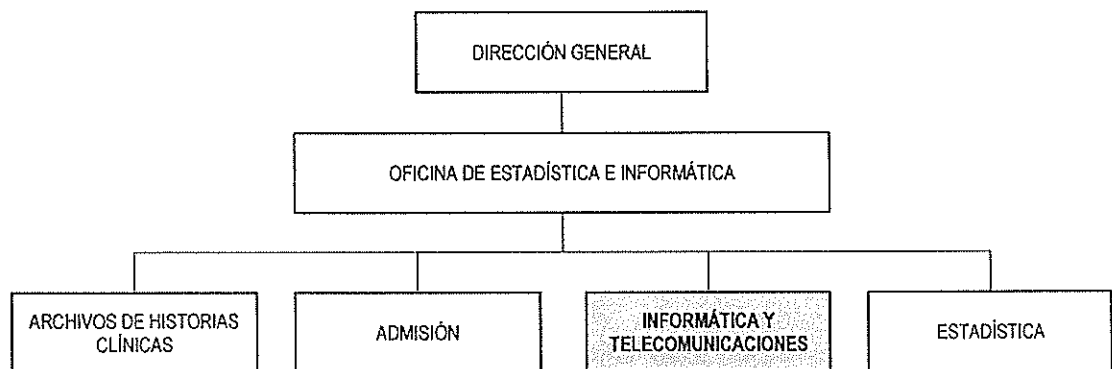 DIRECCIÓN GENERAL
OFICINA DE ESTADÍSTICA E INFORMÁTICA
ARCHIVOS DE HISTORIAS
CLÍNICAS
ADMISIÓN
INFORMÁTICA Y
TELECOMUNICACIONES
ESTADÍSTICA